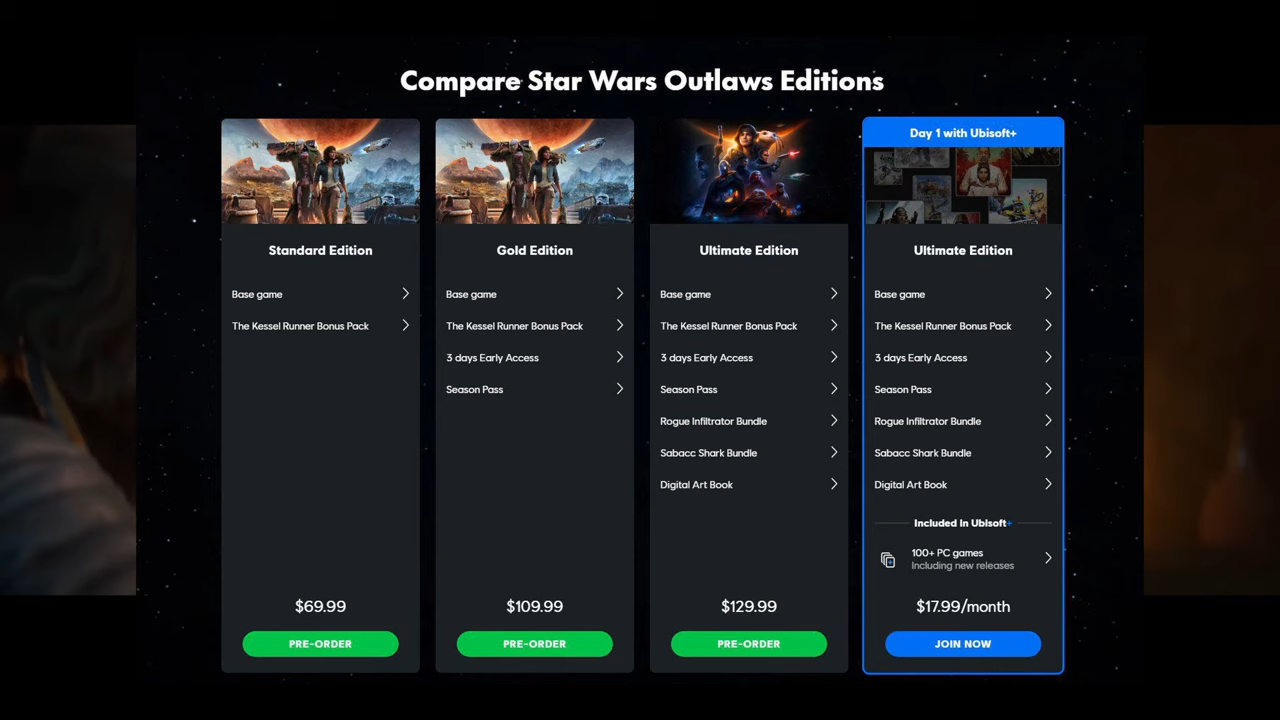 Compare Star Wars Outlaws Editions
Standard Edition
Base game
The Kessel Runner Bonus Pack
$69.99
PRE-ORDER
Gold Edition
Base game
The Kessel Runner Bonus Pack
3 days Early Access
Season Pass
$109.99
PRE-ORDER
Ultimate Edition
Base game
The Kessel Runner Bonus Pack
3 days Early Access
Season Pass
Rogue Infiltrator Bundle
Sabacc Shark Bundle
Digital Art Book
$129.99
PRE-ORDER
Day 1 with Ubisoft+
Ultimate Edition
Base game
The Kessel Runner Bonus Pack
3 days Early Access
Season Pass
Rogue Infiltrator Bundle
Sabacc Shark Bundle
Digital Art Book
Included in Ubisoft+
100+ PC games
Including new releases
$17.99/month
JOIN NOW